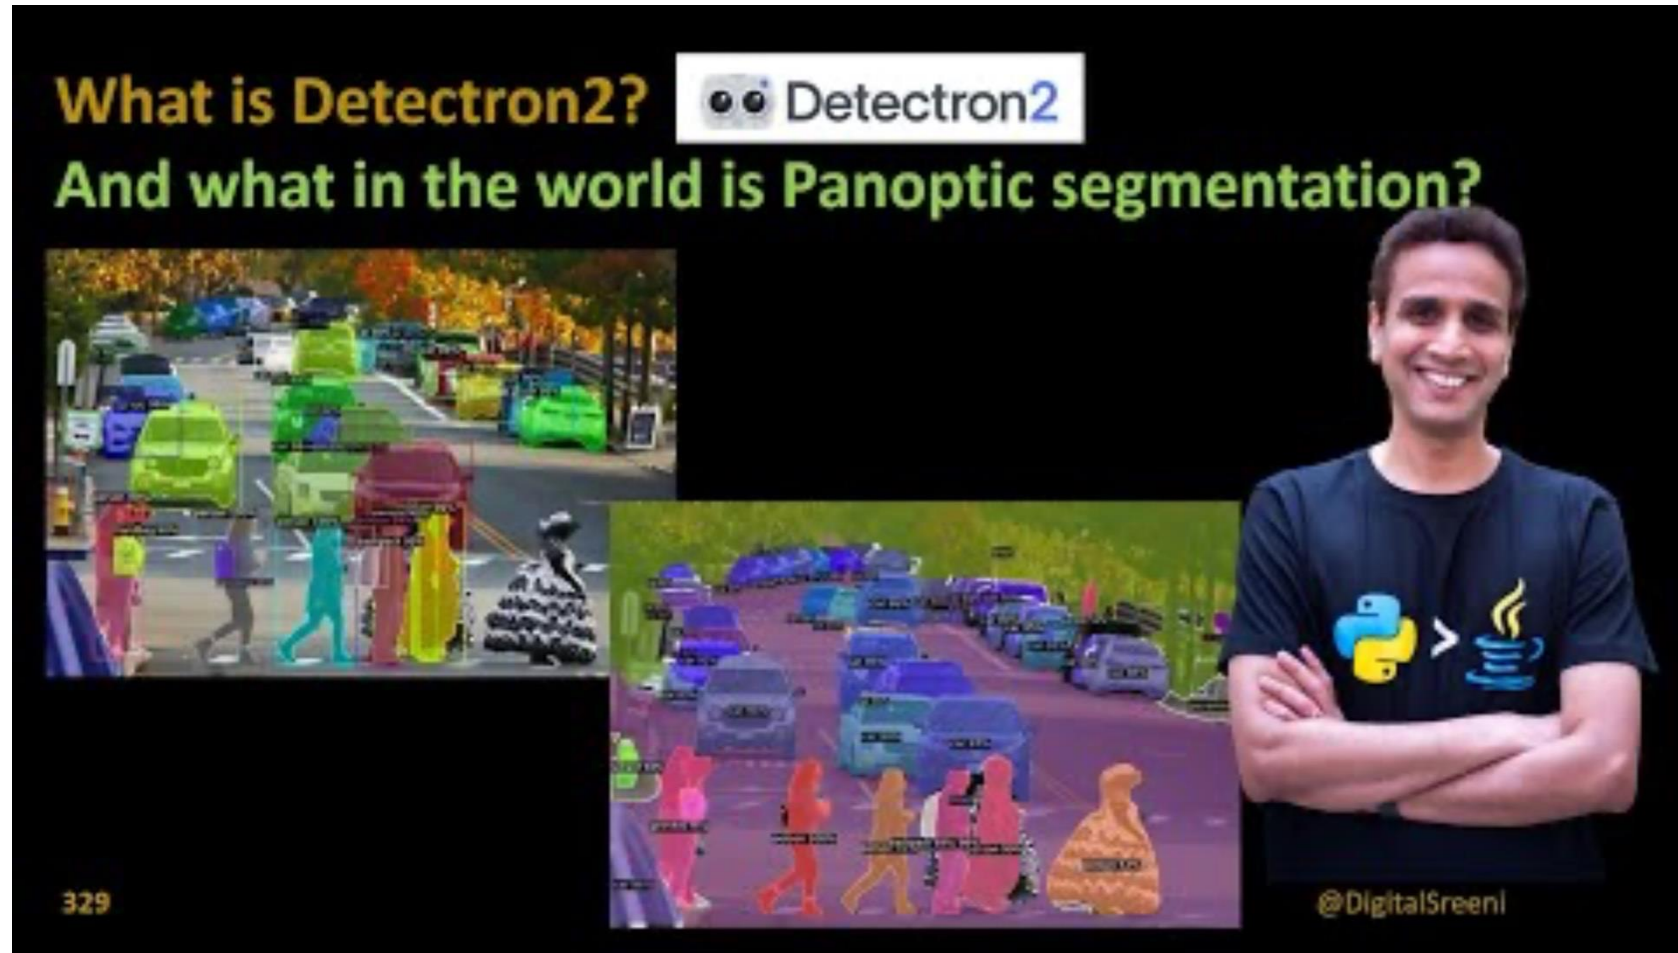 What is Detectron2?
Detectron2
And what in the world is Panoptic segmentation?
>
329
@DigitalSreeni